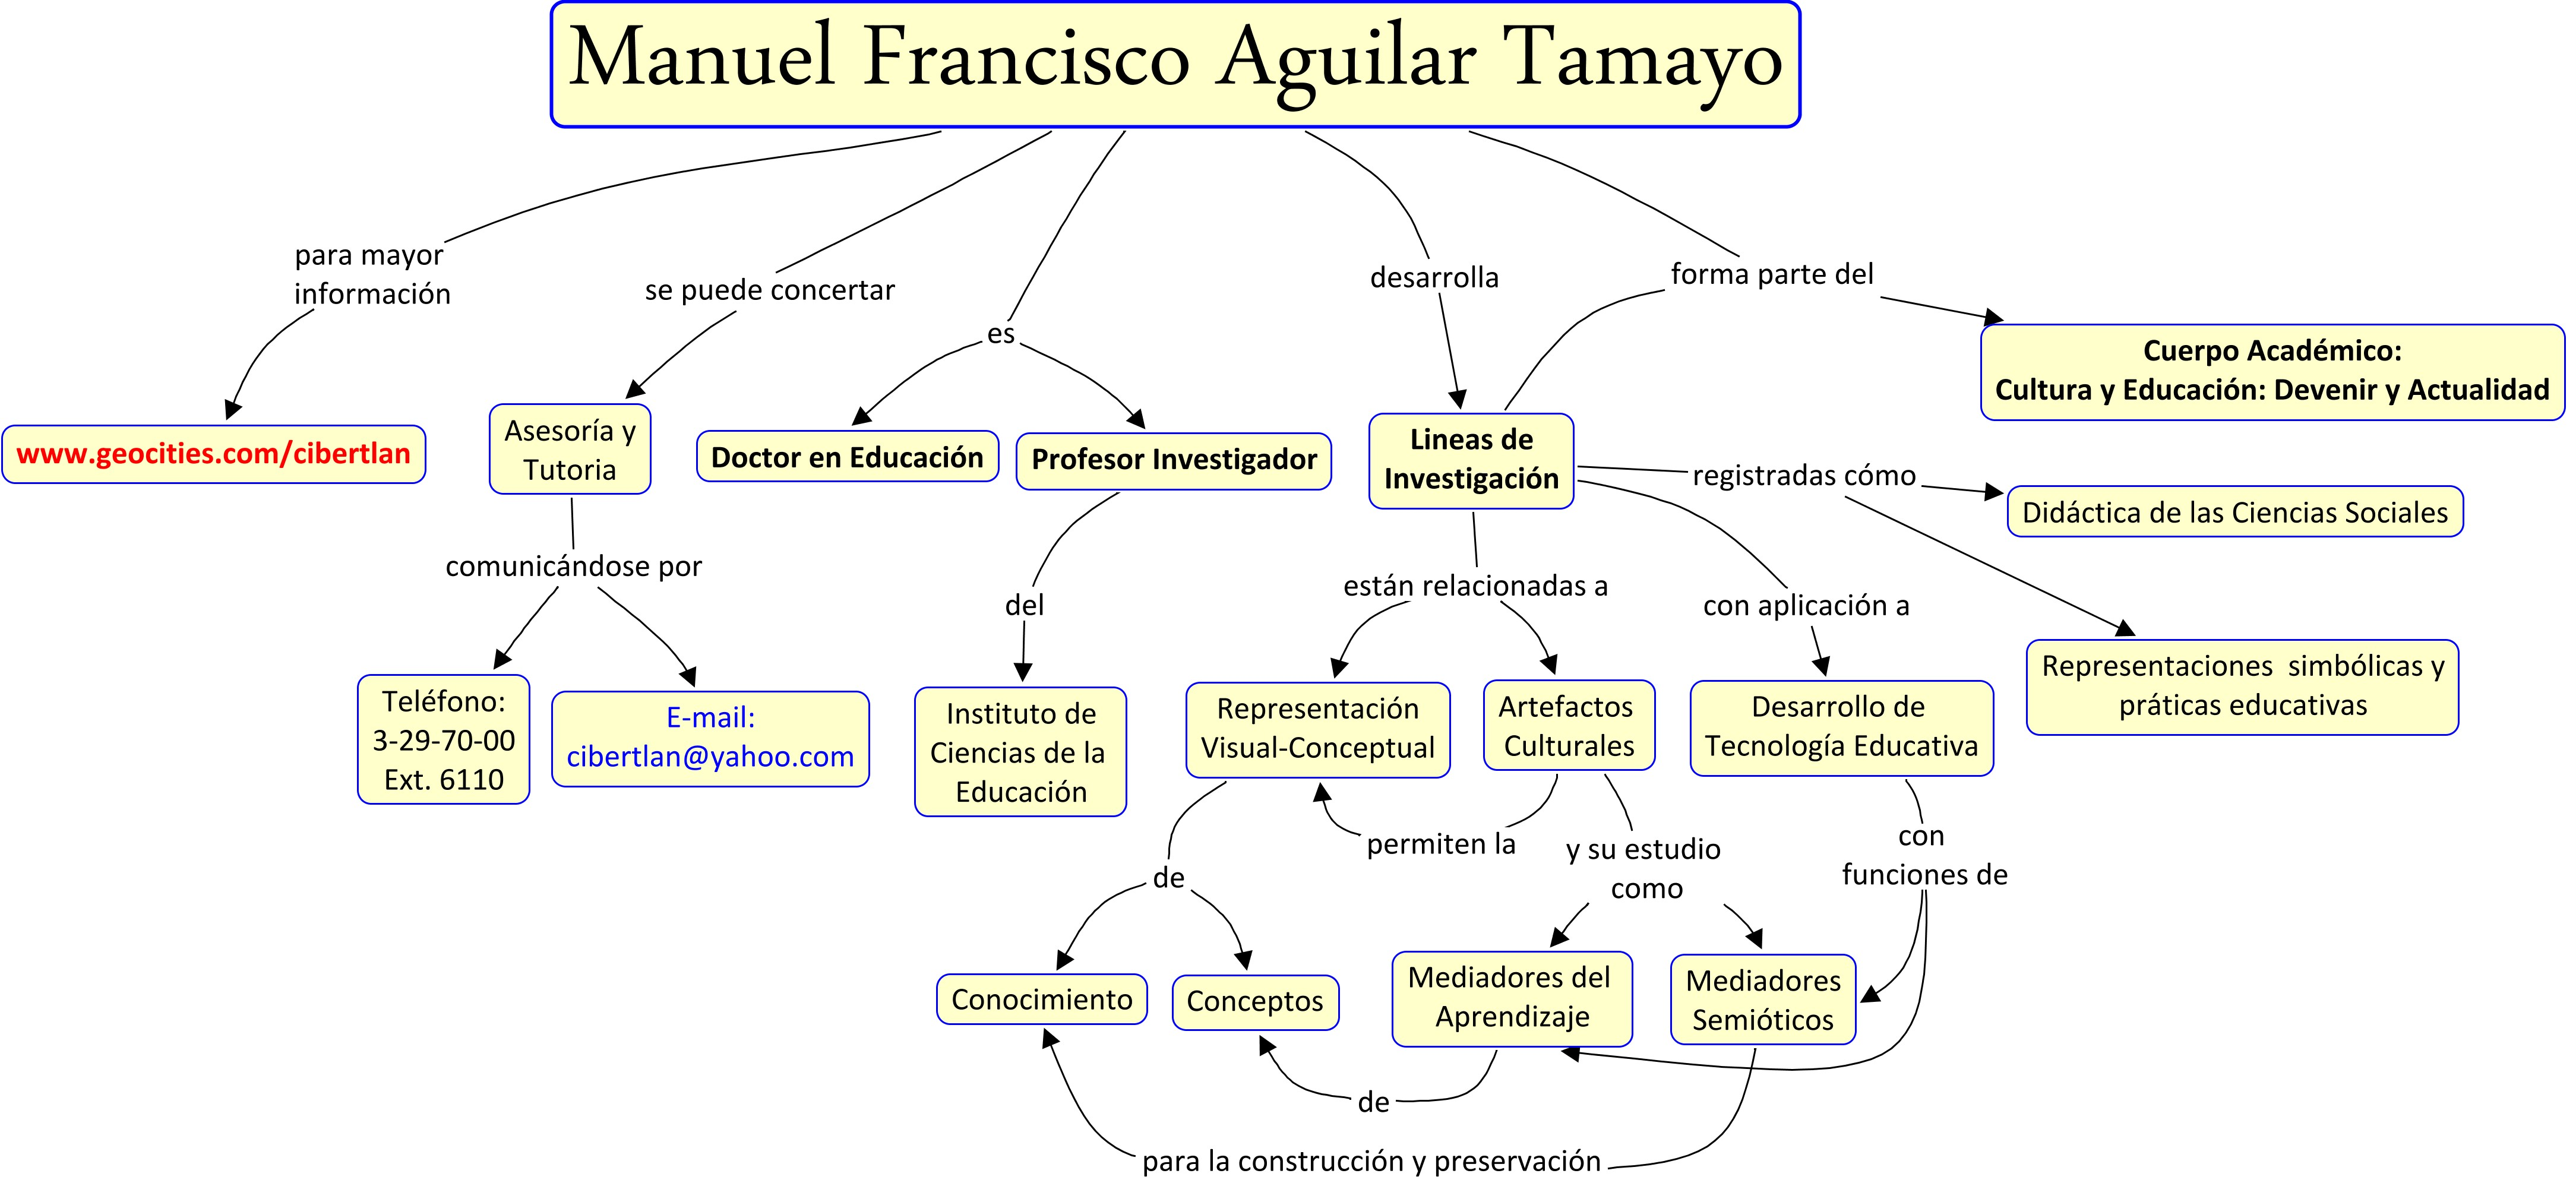 Manuel Francisco Aguilar Tamayo
para mayor
información
se puede concertar
es
desarrolla
forma parte del
www.geocities.com/cibertlan
Asesoría y
Tutoria
Doctor en Educación
Profesor Investigador
Lineas de
Investigación
Cuerpo Académico:
Cultura y Educación: Devenir y Actualidad
registradas cómo
Didáctica de las Ciencias Sociales
comunicándose por
del
están relacionadas a
con aplicación a
Representaciones simbólicas y
práticas educativas
Teléfono:
3-29-70-00
Ext. 6110
E-mail:
cibertlan@yahoo.com
Instituto de
Ciencias de la
Educación
Representación
Visual-Conceptual
Artefactos
Culturales
Desarrollo de
Tecnología Educativa
permiten la
y su estudio
como
con
funciones de
de
Conocimiento
Conceptos
Mediadores del
Aprendizaje
Mediadores
Semióticos
de
para la construcción y preservación